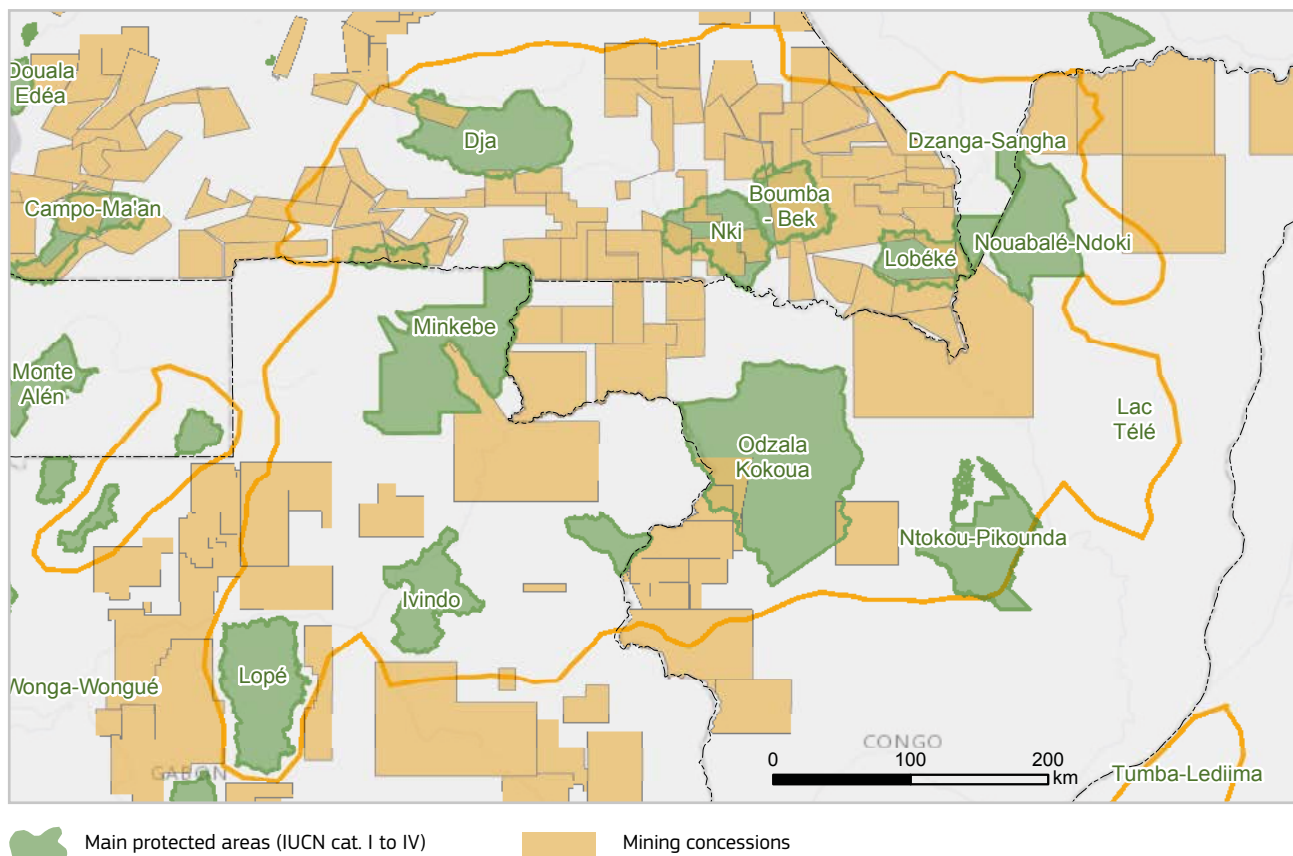 Douala
Edéa
Dja
Dzanga-Sangha
Campo-Ma'an
Boumba
- Bek
Nki
Lobéké
Nouabalé-Ndoki
Minkebe
Monte
Alén
Lac
Télé
Odzala
Kokoua
Ntokou-Pikounda
Ivindo
Lopé
Wonga-Wongué
CONGO
GABON
0 100 200
km
Tumba-Lediima
Main protected areas (IUCN cat. I to IV)
Mining concessions